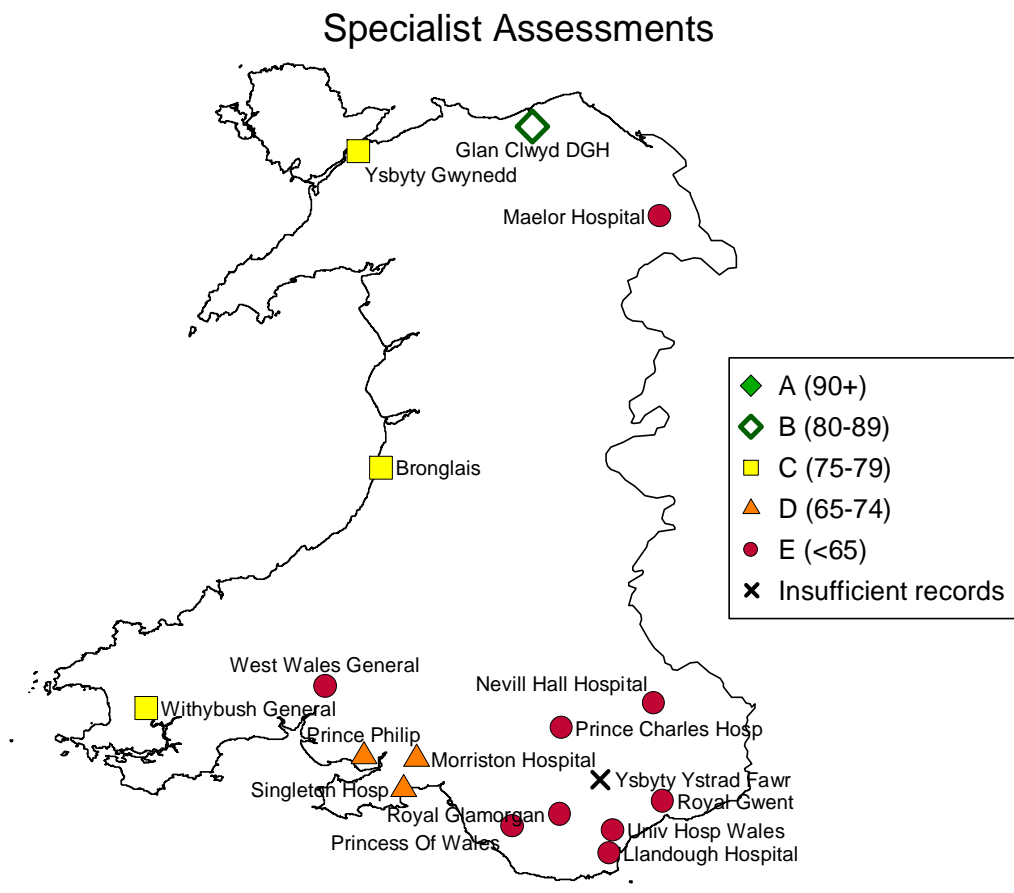 Specialist Assessments
Glan Clwyd DGH
Ysbyty Gwynedd
Maelor Hospital
A (90+)
B (80-89)
C (75-79)
D (65-74)
E (<65)
Insufficient records
Bronglais
West Wales General
Nevill Hall Hospital
Withybush General
Prince Charles Hosp
Prince Philip
Morriston Hospital
Ysbyty Ystrad Fawr
Singleton Hosp
Royal Gwent
Royal Glamorgan
Univ Hosp Wales
Princess Of Wales
Llandough Hospital